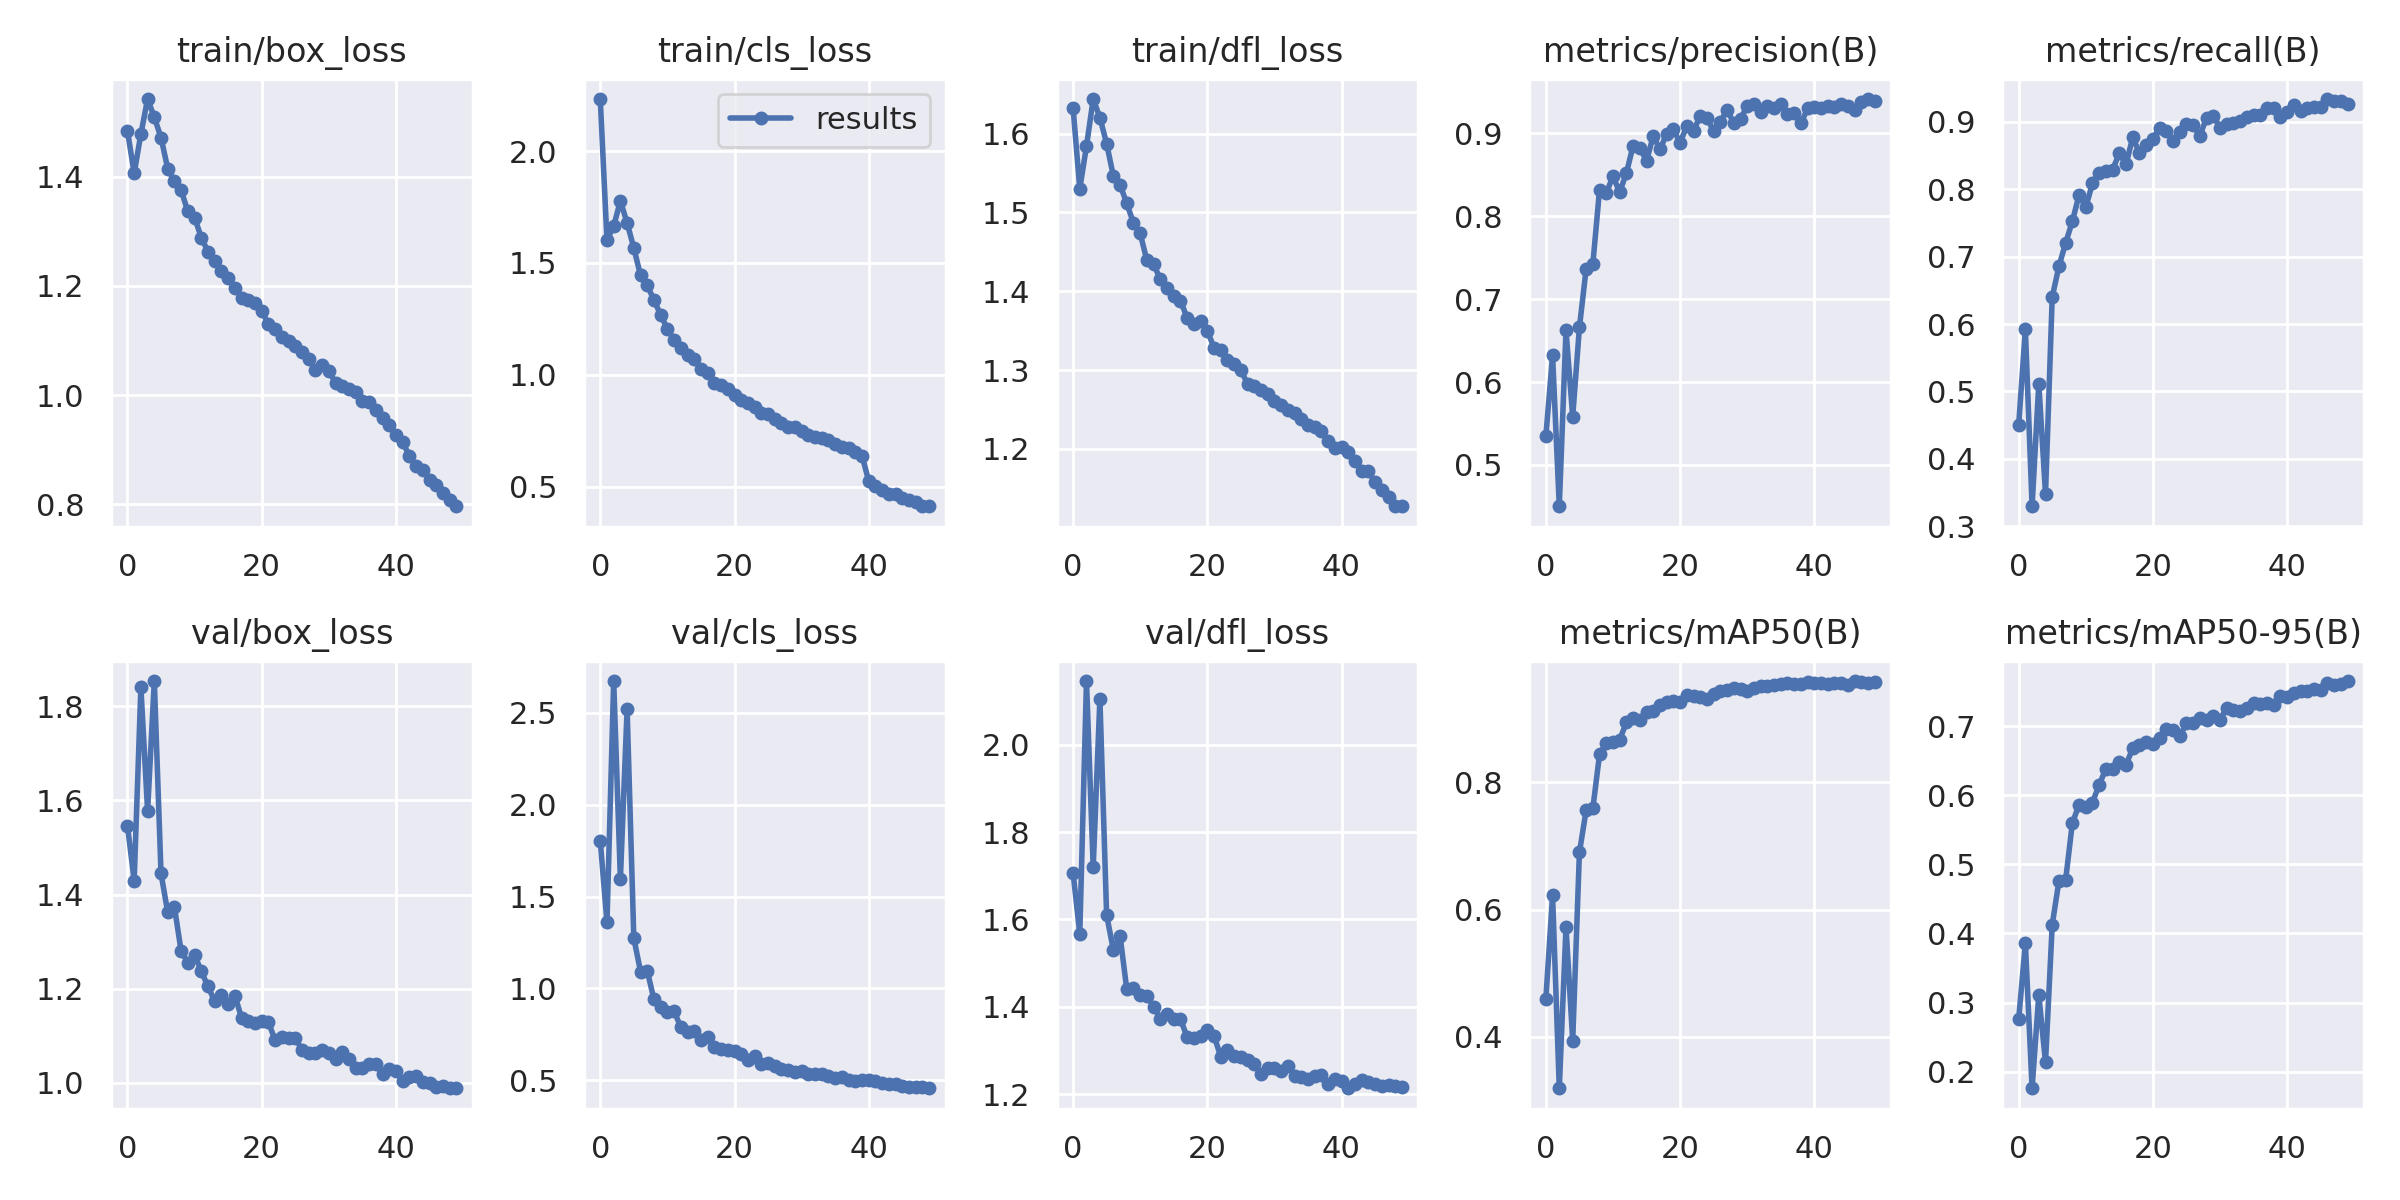 train/box_loss
train/cls_loss
train/dfl_loss
metrics/precision(B)
metrics/recall(B)
results
1.4
1.2
1.0
0.8
0 20 40
2.0
1.5
1.0
0.5
0 20 40
1.6
1.5
1.4
1.3
1.2
0 20 40
0.9
0.8
0.7
0.6
0.5
0 20 40
0.9
0.8
0.7
0.6
0.5
0.4
0.3
0 20 40
val/box_loss
val/cls_loss
val/dfl_loss
metrics/mAP50(B)
metrics/mAP50-95(B)
1.8
1.6
1.4
1.2
1.0
0 20 40
2.5
2.0
1.5
1.0
0.5
0 20 40
2.0
1.8
1.6
1.4
1.2
0 20 40
0.8
0.6
0.4
0 20 40
0.7
0.6
0.5
0.4
0.3
0.2
0 20 40